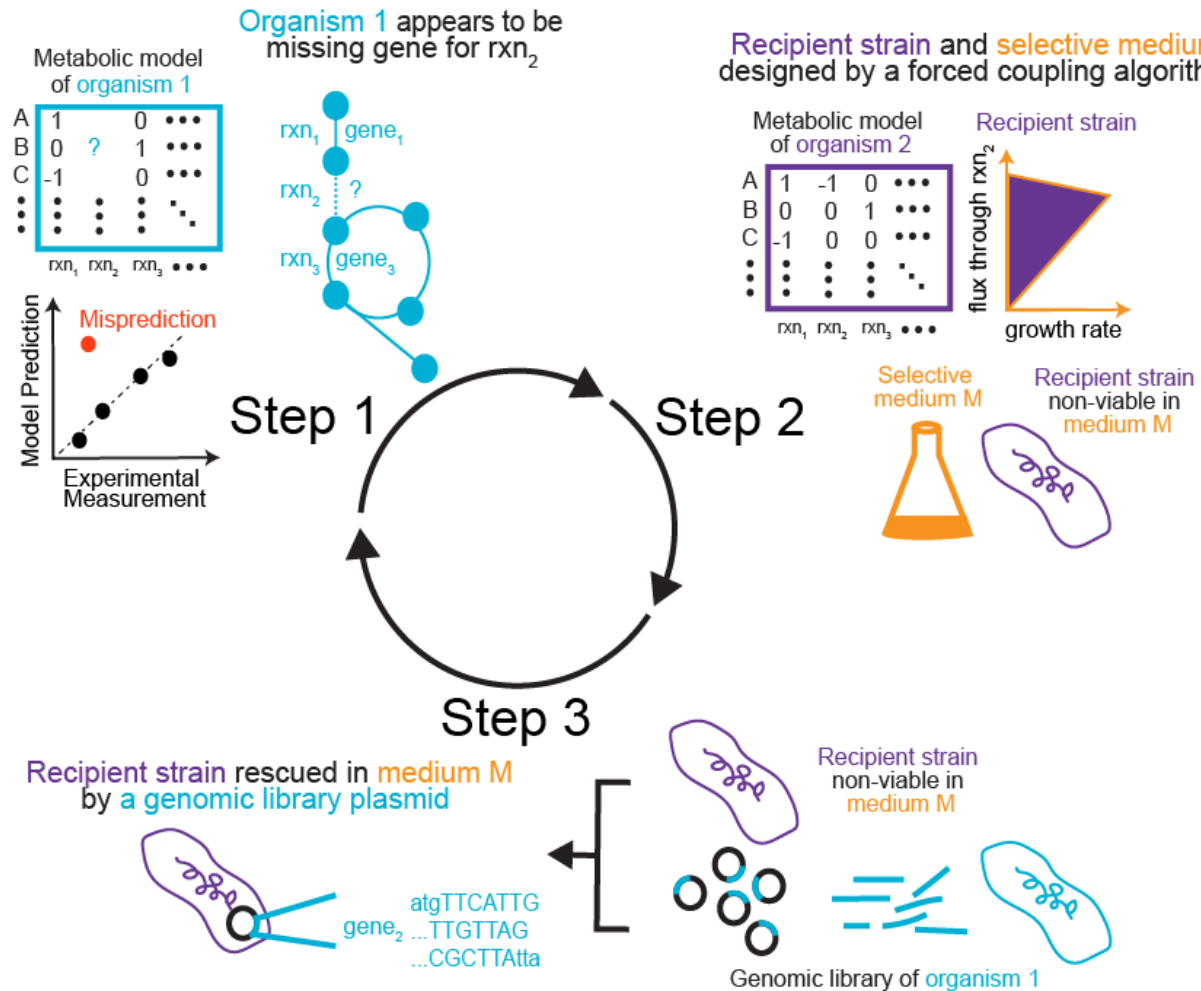 Organism 1 appears to be
missing gene for rxn2
Metabolic model
of organism 1
A 1 0 •••
B 0 ? 1 •••
C -1 0 •••
rxn1 rxn2 rxn3 •••
rxn1 gene1
rxn2 ?
rxn3 gene3
Model Prediction
Misprediction
Experimental
Measurement
Step 1
Recipient strain and selective
designed by a forced coupling
Metabolic model
of organism 2
A 1 -1 0 •••
B 0 0 1 •••
C -1 0 0 •••
rxn1 rxn2 rxn3 •••
Recipient strain
flux through rxn2
growth rate
Step 2
Selective
medium M
Recipient strain
non-viable in
medium M
Step 3
Recipient strain rescued in medium M
by a genomic library plasmid
gene2
atgTTCATTG
...TTGTTAG
...CGCTTAtta
Recipient strain
non-viable in
medium M
Genomic library of organism 1